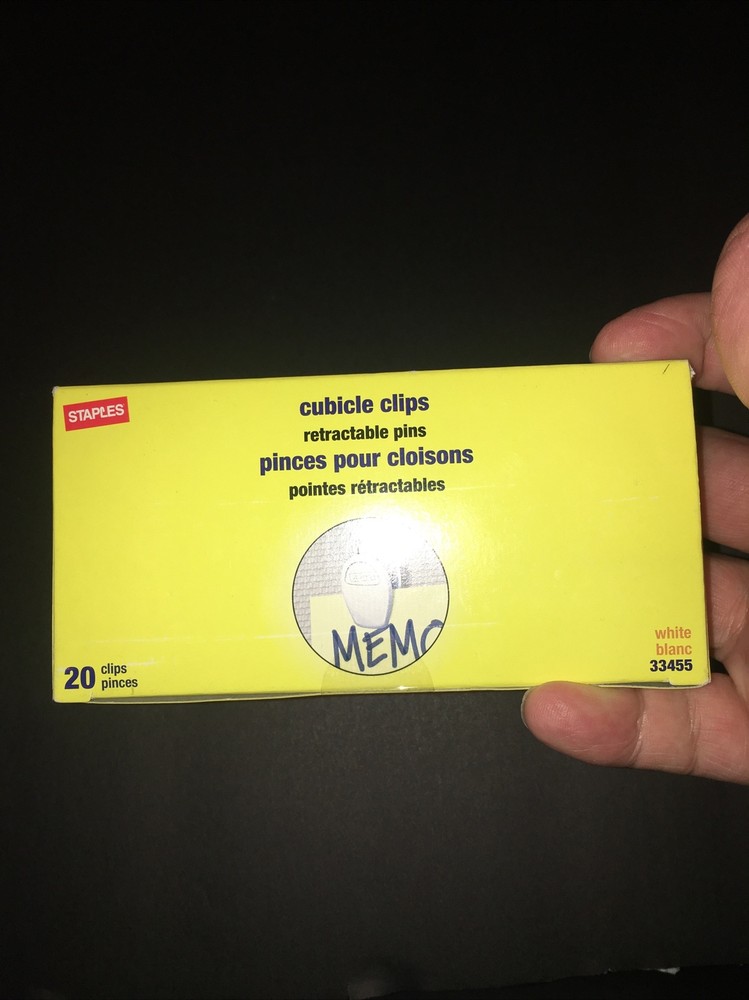 STAPLES
cubicle clips
retractable pins
pinces pour cloisons
pointes rétractables
MEMO
20 clips
pinces
white
blanc
33455